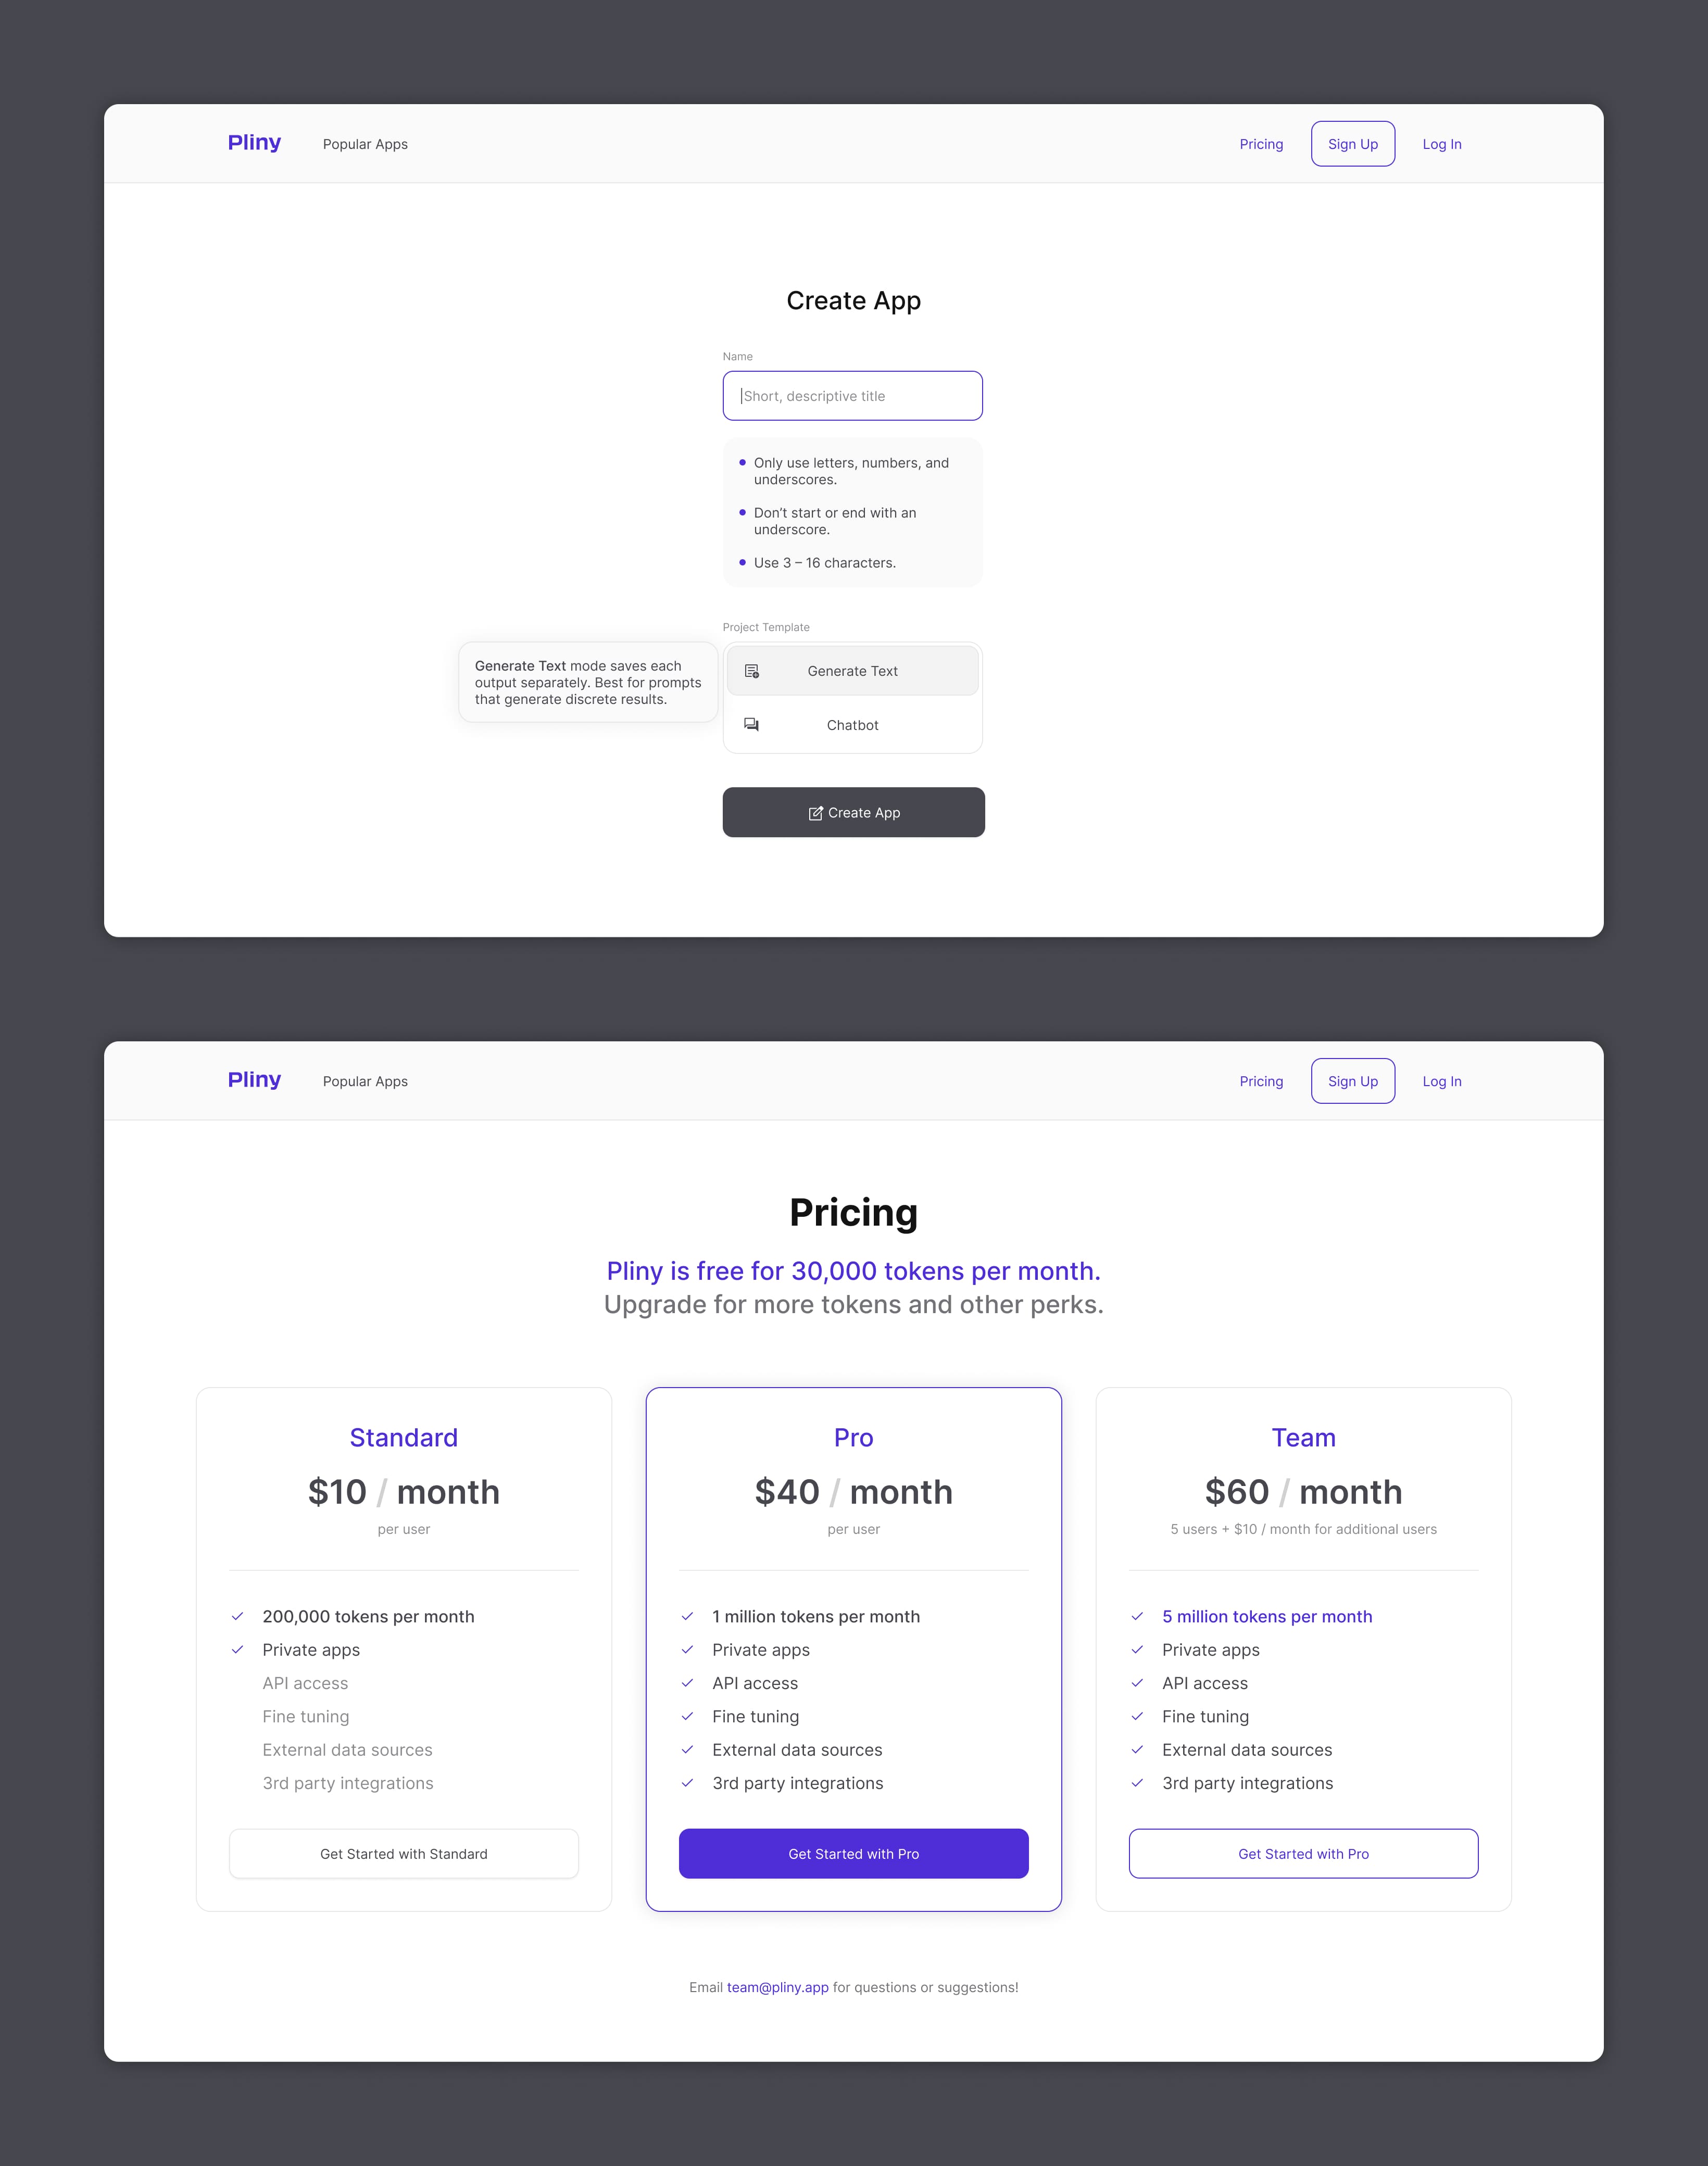 Pliny
Popular Apps
Pricing
Sign Up
Log In
Create App
Name
Short, descriptive title
Only use letters, numbers, and
underscores.
Don’t start or end with an
underscore.
Use 3 – 16 characters.
Project Template
Generate Text mode saves each
output separately. Best for prompts
that generate discrete results.
Generate Text
Chatbot
Create App
Pliny
Popular Apps
Pricing
Sign Up
Log In
Pricing
Pliny is free for 30,000 tokens per month.
Upgrade for more tokens and other perks.
Standard
$10 / month
per user
200,000 tokens per month
Private apps
API access
Fine tuning
External data sources
3rd party integrations
Get Started with Standard
Pro
$40 / month
per user
1 million tokens per month
Private apps
API access
Fine tuning
External data sources
3rd party integrations
Get Started with Pro
Team
$60 / month
5 users + $10 / month for additional users
5 million tokens per month
Private apps
API access
Fine tuning
External data sources
3rd party integrations
Get Started with Pro
Email team@pliny.app for questions or suggestions!